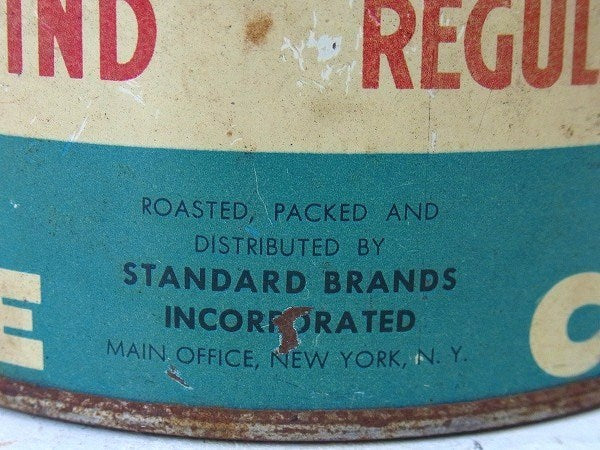 IND REGUL
ROASTED, PACKED AND
DISTRIBUTED BY
STANDARD BRANDS
INCORPORATED
MAIN OFFICE, NEW YORK, N. Y.
E